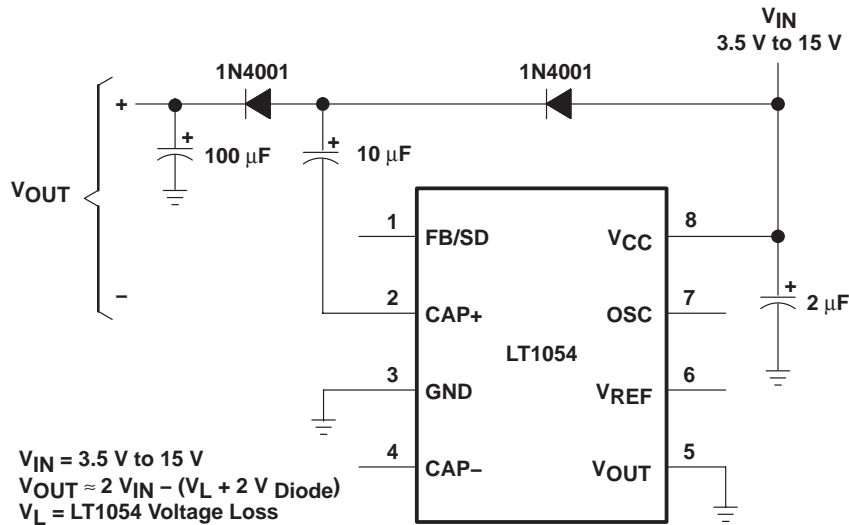 VIN
3.5 V to 15 V
1N4001
1N4001
+
+
100 μF
+
10 μF
VOUT
−
1
FB/SD
VCC
8
+
2 μF
2
CAP+
OSC
7
LT1054
3
GND
VREF
6
4
CAP−
VOUT
5
VIN = 3.5 V to 15 V
VOUT ≈ 2 VIN − (VL + 2 V Diode)
VL = LT1054 Voltage Loss